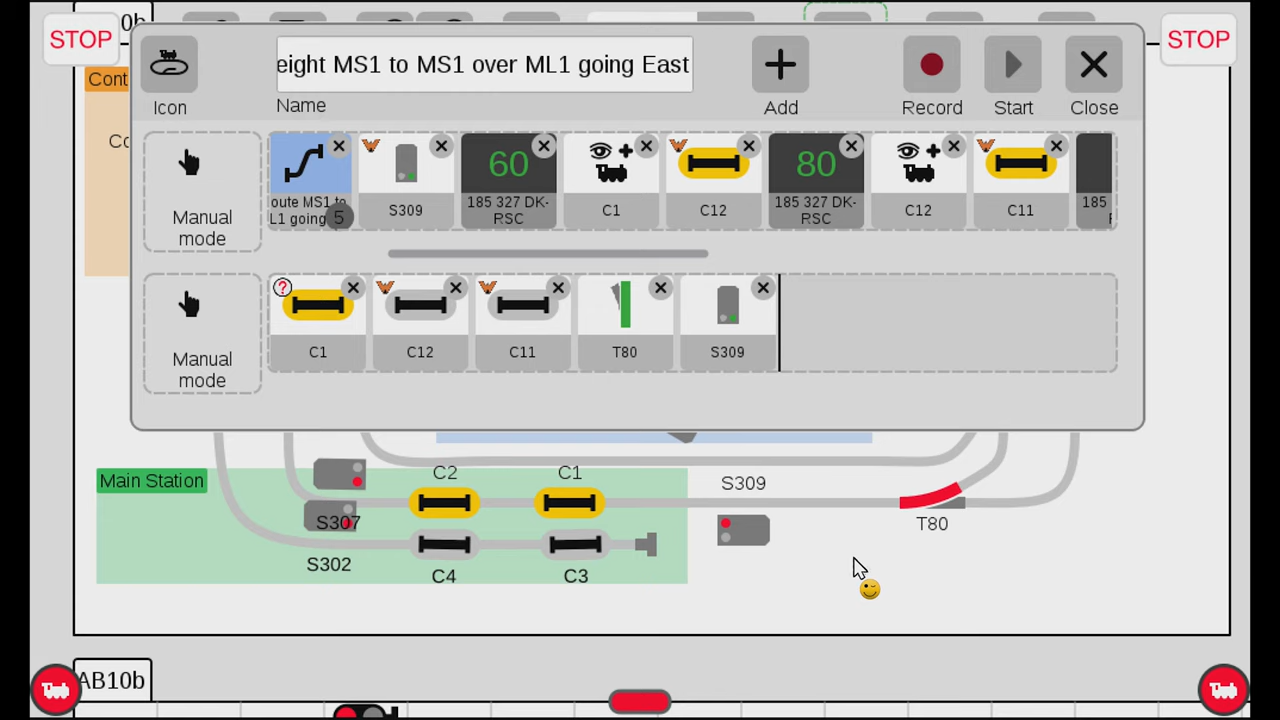 STOP
0b
STOP
eight MS1 to MS1 over ML1 going East
Icon
Name
Add
Record
Start
Close
Cont
Manual
mode
oute MS1 to
L1 going
5
S309
60
185 327 DK-
RSC
C1
C12
80
185 327 DK-
RSC
C12
C11
185
Manual
mode
?
C1
C12
C11
T80
S309
Main Station
C2
C1
S309
S307
T80
S302
C4
C3
AB10b